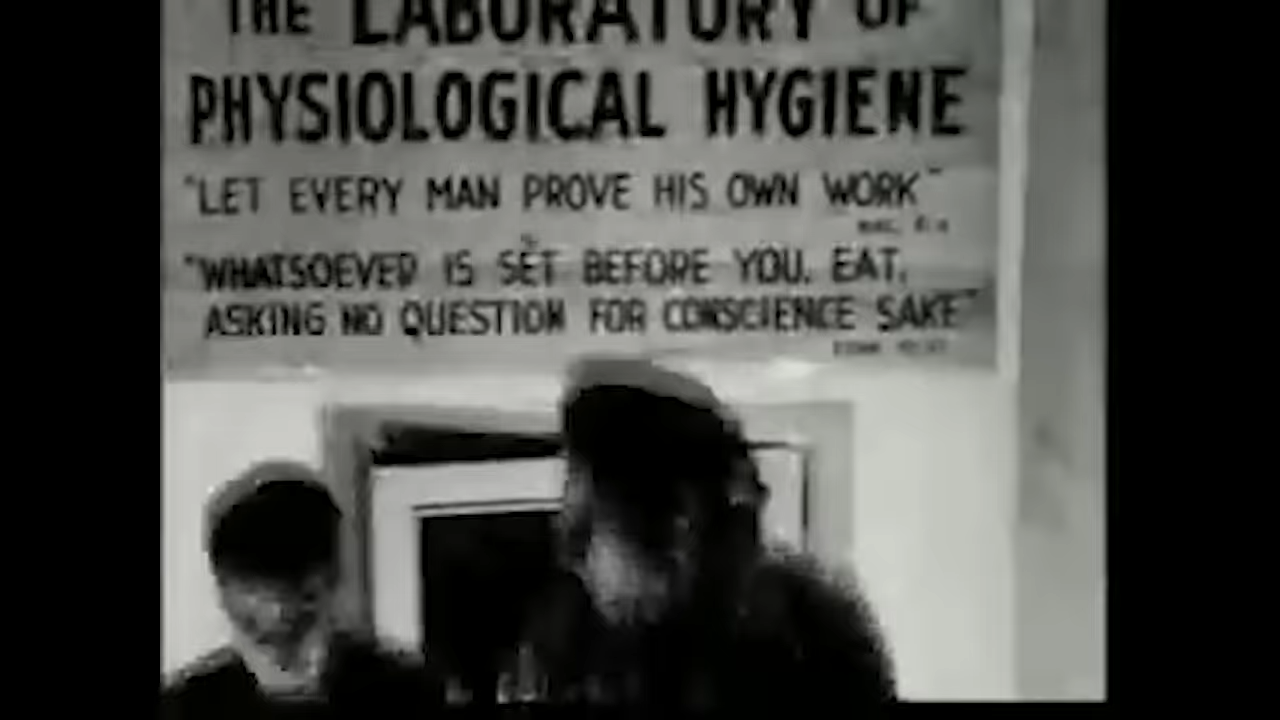 THE LABORATORY OF
PHYSIOLOGICAL HYGIENE
"LET EVERY MAN PROVE HIS OWN WORK"
"WHATSOEVER IS SET BEFORE YOU, EAT,
ASKING NO QUESTION FOR CONSCIENCE SAKE"